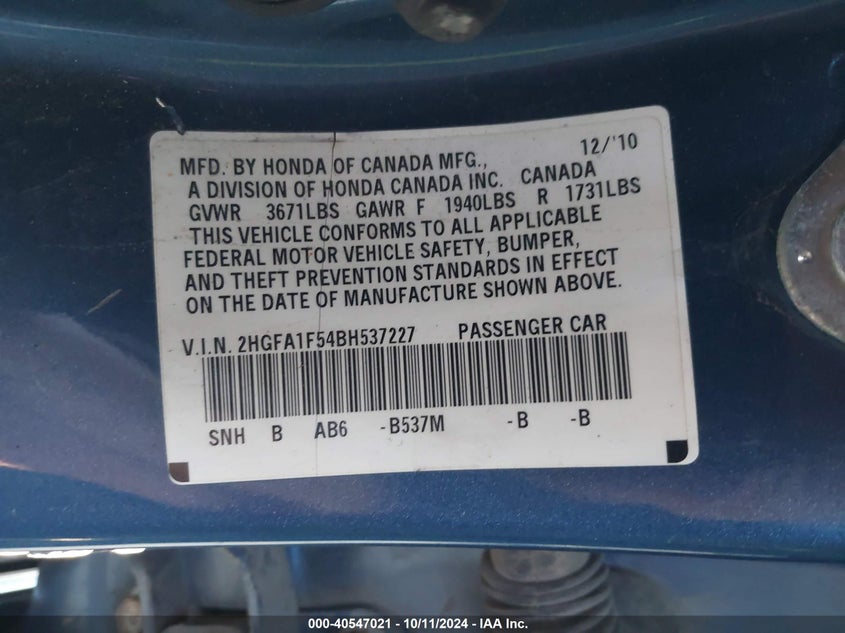 12/'10
MFD. BY HONDA OF CANADA MFG.,
A DIVISION OF HONDA CANADA INC. CANADA
GVWR 3671LBS GAWR F 1940LBS R 1731LBS
THIS VEHICLE CONFORMS TO ALL APPLICABLE
FEDERAL MOTOR VEHICLE SAFETY, BUMPER,
AND THEFT PREVENTION STANDARDS IN EFFECT
ON THE DATE OF MANUFACTURE SHOWN ABOVE.
V.I.N. 2HGFA1F54BH537227 PASSENGER CAR
SNH B AB6 -B537M -B -B
000-40547021 - 10/11/2024 - IAA Inc.